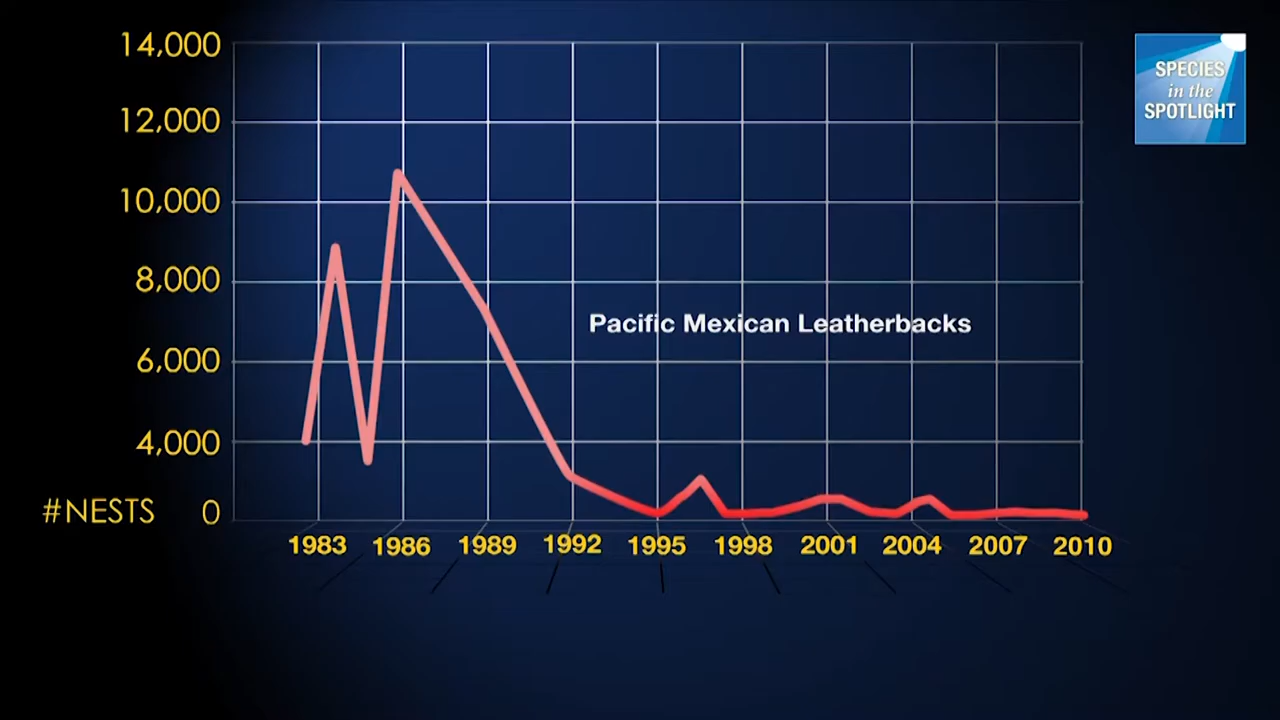 14,000
12,000
10,000
8,000
6,000
4,000
#NESTS 0
1983 1986 1989 1992 1995 1998 2001 2004 2007 2010
Pacific Mexican Leatherbacks
SPECIES
in the
SPOTLIGHT